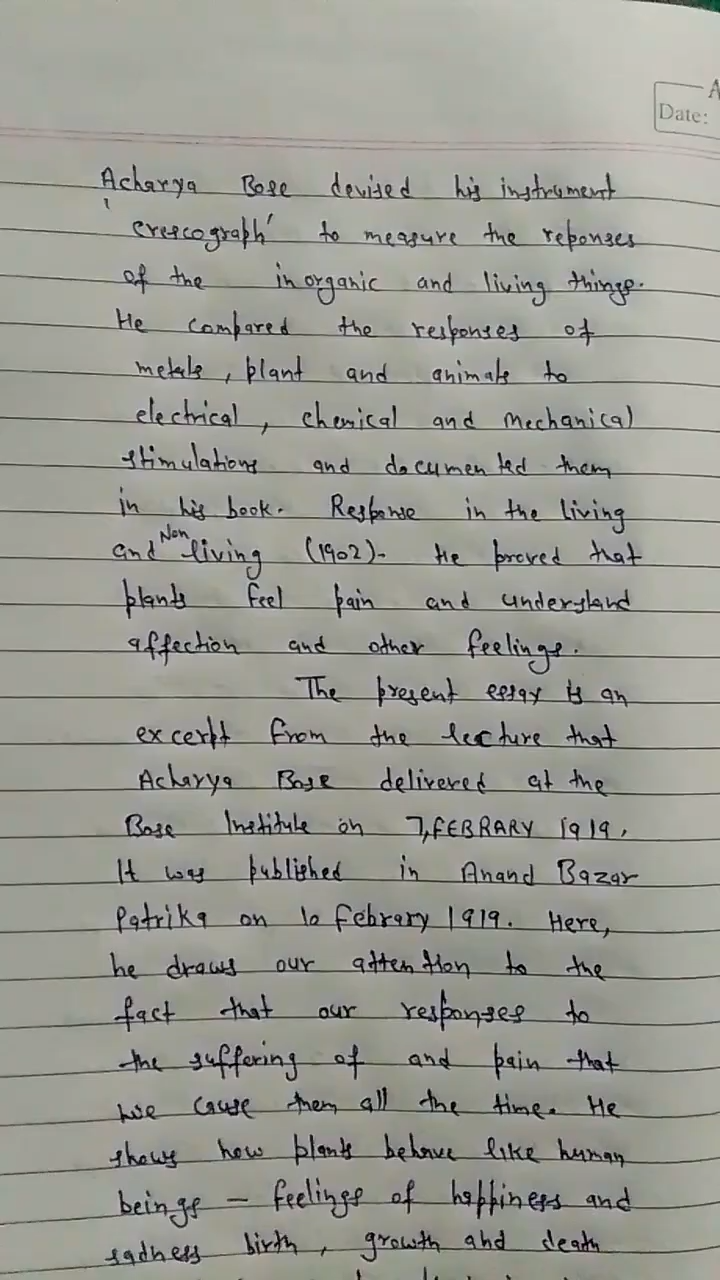 A
Date:
Acharya Bose devised his instrument
'crescograph' to measure the reponses
of the inorganic and living things.
He compared the responses of
metals, plant and animals to
electrical, chemical and mechanical
stimulations and documented them
in his book. Response in the living
and Non living (1902). He proved that
plants feel pain and understand
affection and other feelings.
The present essay is an
excerpt from the lecture that
Acharya Bose delivered at the
Bose Institute on 7, FEBRARY 1919.
It was published in Anand Bazar
Patrika on 10 Febrary 1919. Here,
he draws our attention to the
fact that our responses to
the suffering of and pain that
we cause them all the time. He
shows how plants behave like human
beings — feelings of happiness and
sadness birth, growth and death